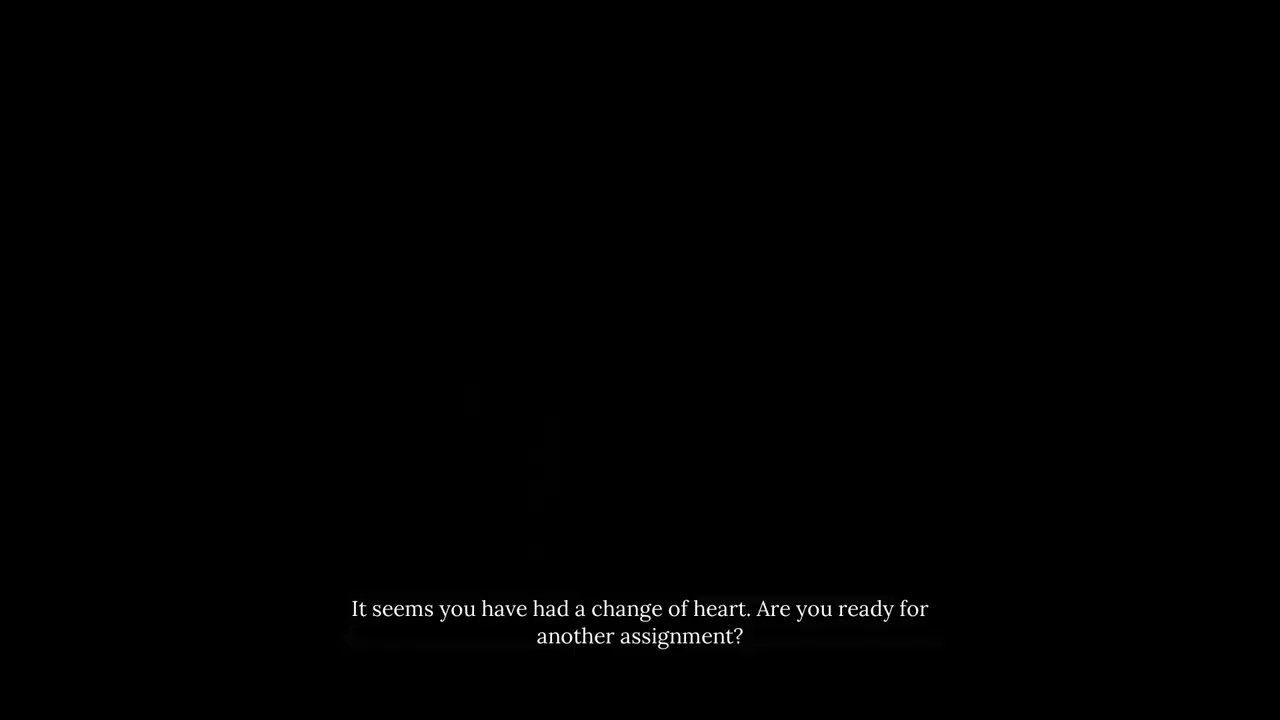 It seems you have had a change of heart. Are you ready for
another assignment?